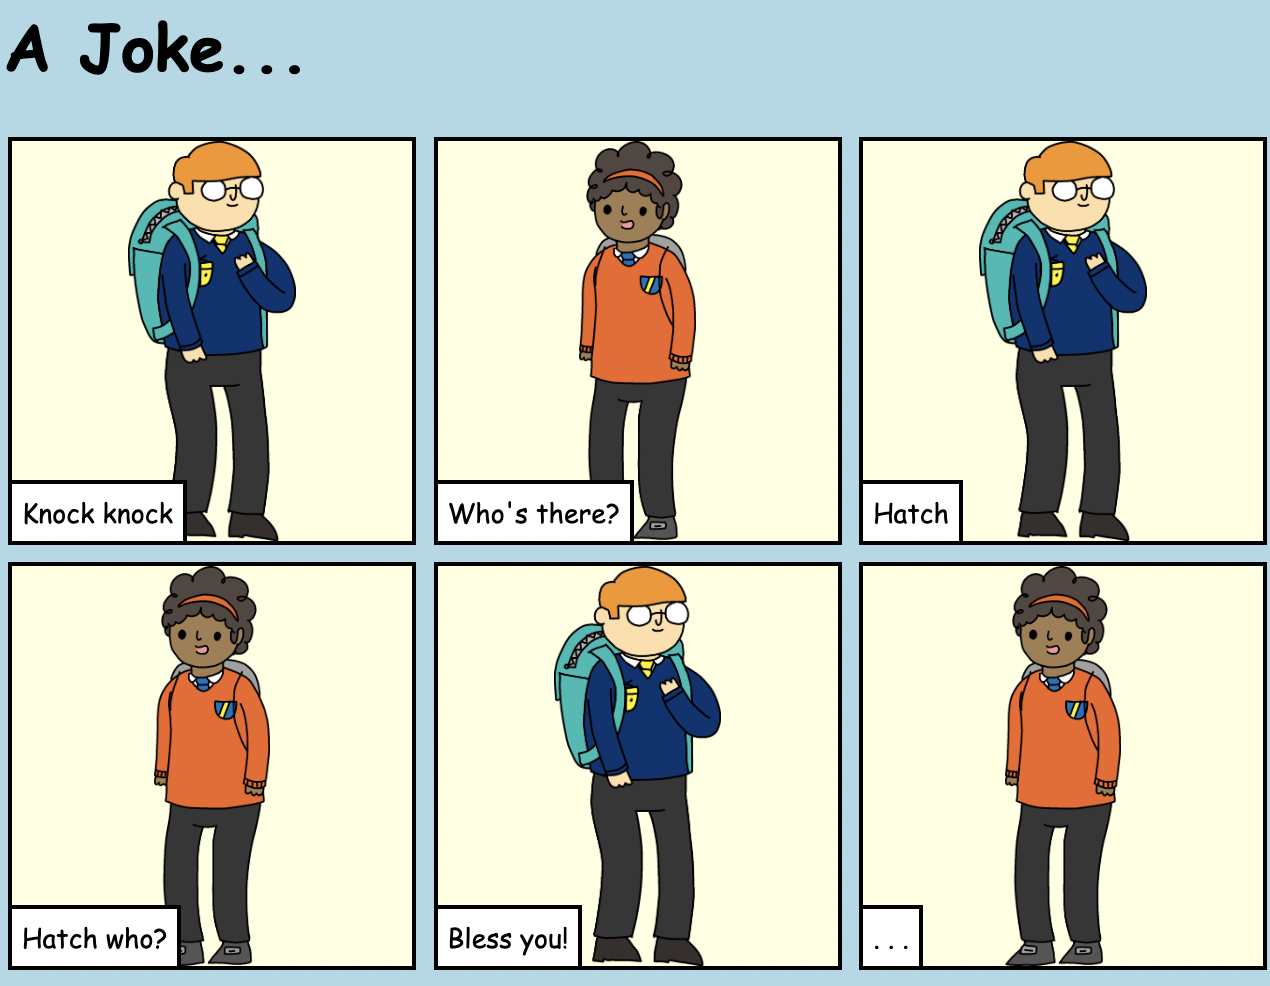 A Joke...
Knock knock
Who's there?
Hatch
Hatch who?
Bless you!
...